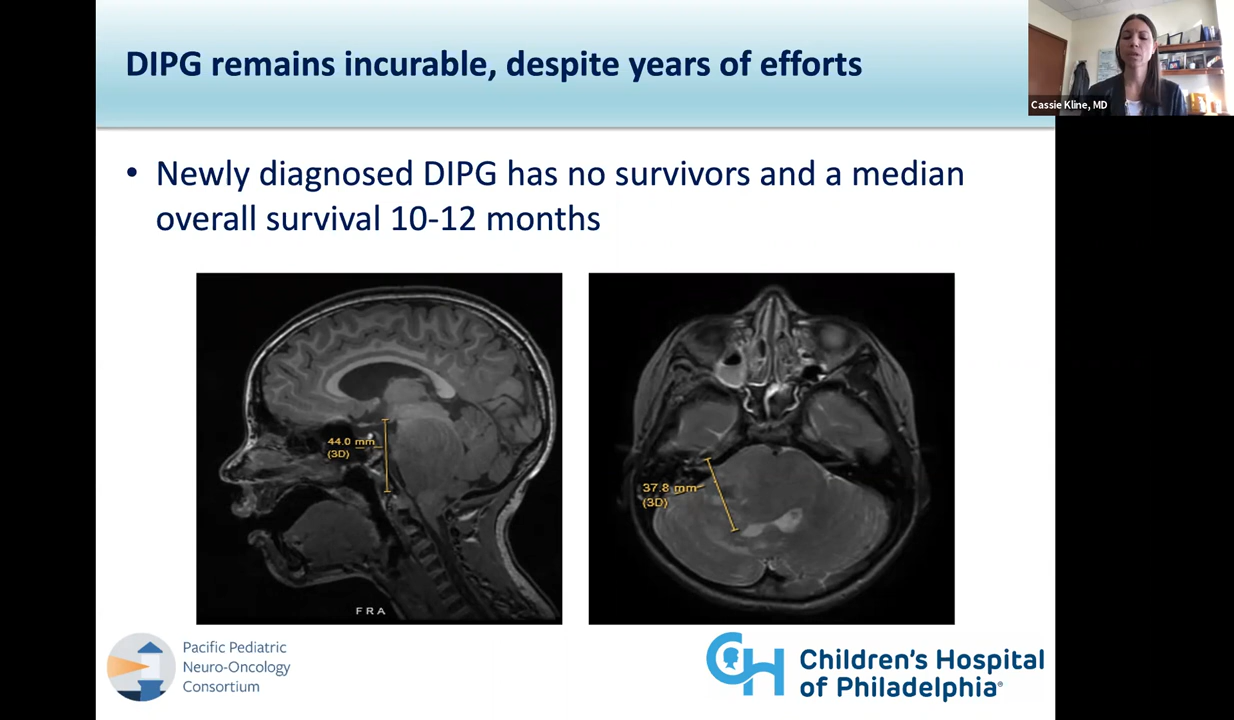 DIPG remains incurable, despite years of efforts
Cassie Kline, MD
• Newly diagnosed DIPG has no survivors and a median
overall survival 10-12 months
44.0 mm
(3D)
37.8 mm
(3D)
FRA
Pacific Pediatric
Neuro-Oncology
Consortium
CH
Children's Hospital
of Philadelphia®